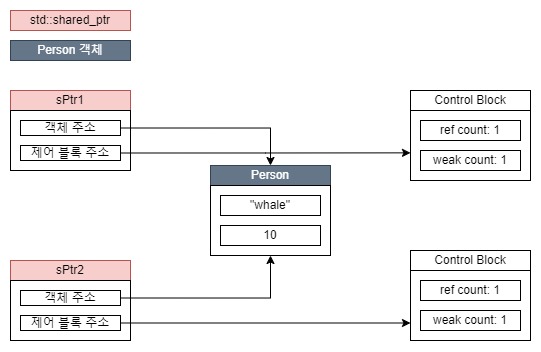 std::shared_ptr
Person 객체
sPtr1
객체 주소
제어 블록 주소
Control Block
ref count: 1
weak count: 1
Person
"whale"
10
sPtr2
객체 주소
제어 블록 주소
Control Block
ref count: 1
weak count: 1